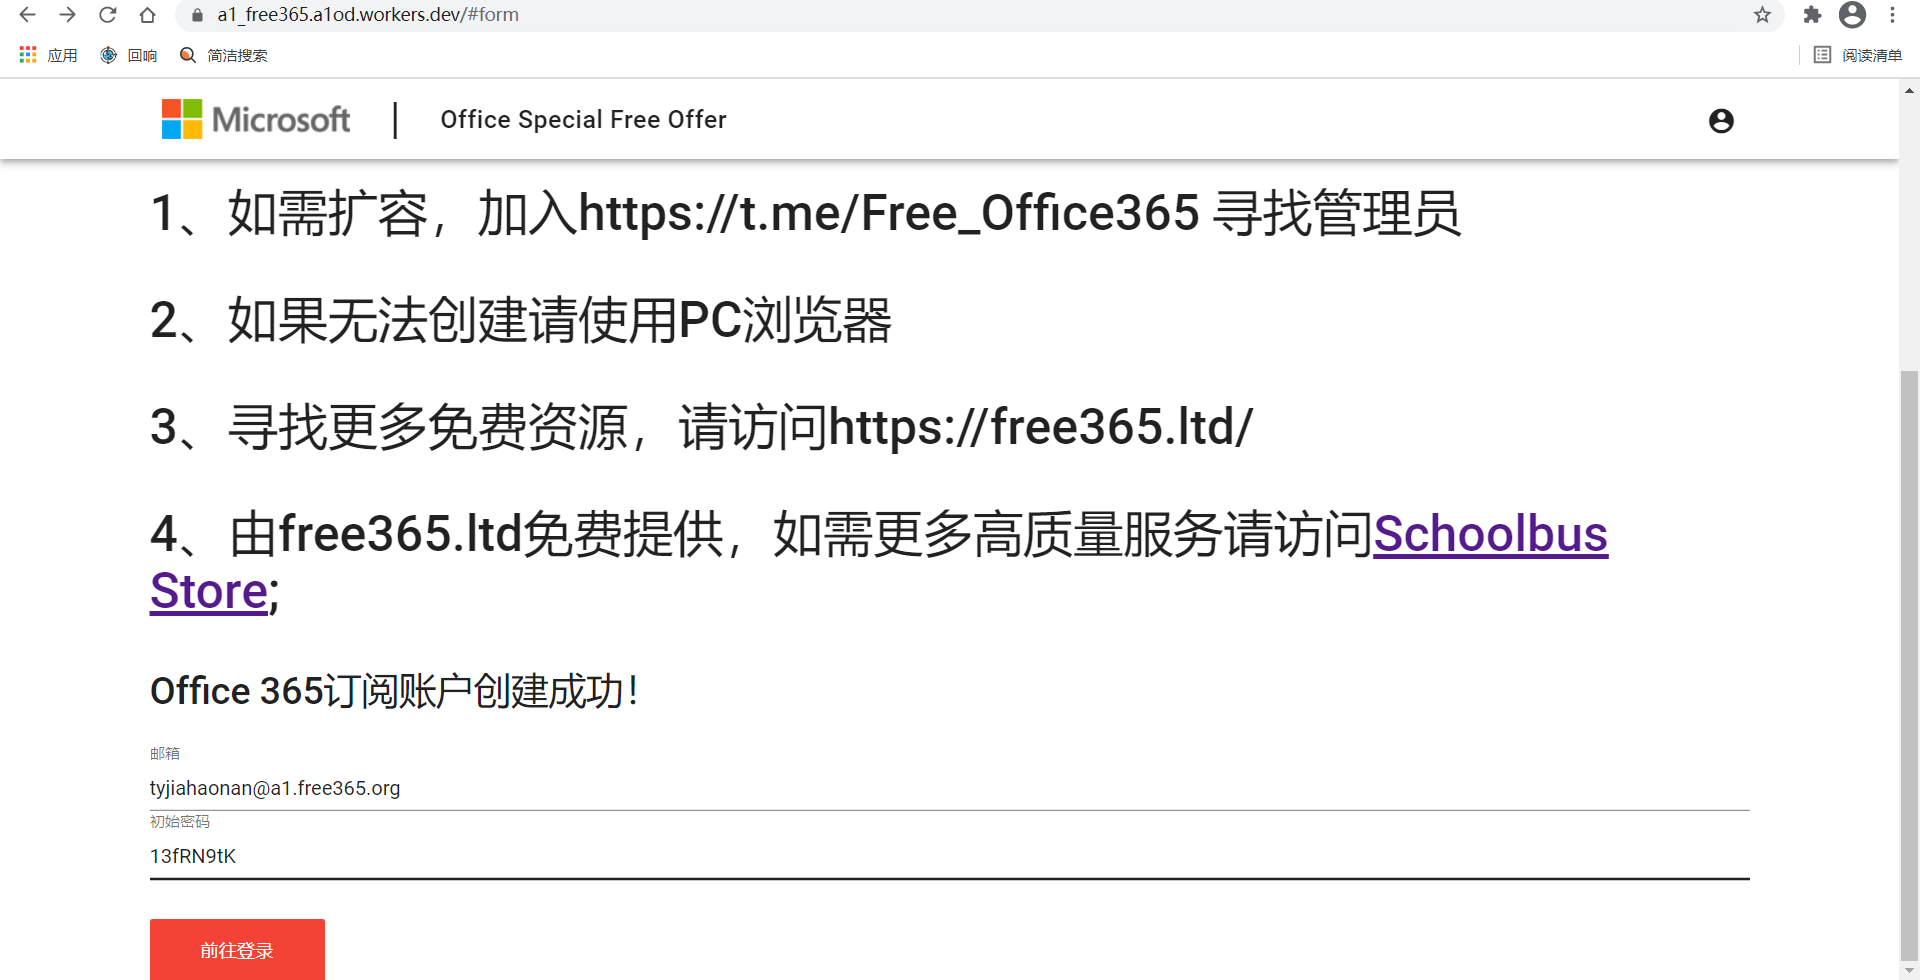 a1_free365.a1od.workers.dev/#form
应用 回响 简洁搜索 阅读清单
Microsoft | Office Special Free Offer
1、如需扩容，加入https://t.me/Free_Office365 寻找管理员
2、如果无法创建请使用PC浏览器
3、寻找更多免费资源，请访问https://free365.ltd/
4、由free365.ltd免费提供，如需更多高质量服务请访问Schoolbus
Store;
Office 365订阅账户创建成功！
邮箱
tyjiahaonan@a1.free365.org
初始密码
13fRN9tK
前往登录